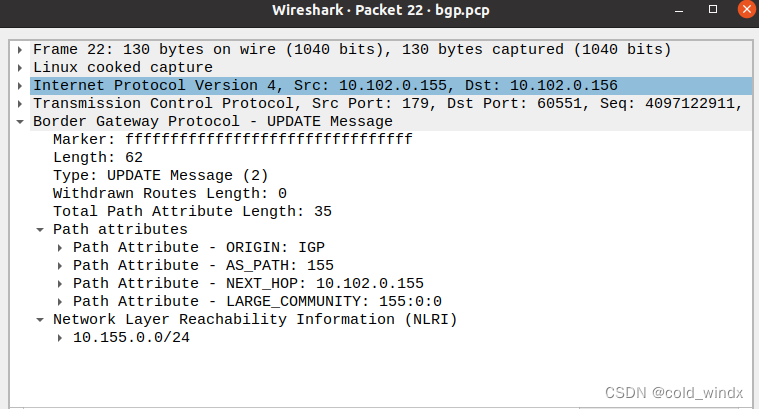 Wireshark · Packet 22 · bgp.pcp
Frame 22: 130 bytes on wire (1040 bits), 130 bytes captured (1040 bits)
Linux cooked capture
Internet Protocol Version 4, Src: 10.102.0.155, Dst: 10.102.0.156
Transmission Control Protocol, Src Port: 179, Dst Port: 60551, Seq: 4097122911,
Border Gateway Protocol - UPDATE Message
Marker: ffffffffffffffffffffffffffffffff
Length: 62
Type: UPDATE Message (2)
Withdrawn Routes Length: 0
Total Path Attribute Length: 35
Path attributes
Path Attribute - ORIGIN: IGP
Path Attribute - AS_PATH: 155
Path Attribute - NEXT_HOP: 10.102.0.155
Path Attribute - LARGE_COMMUNITY: 155:0:0
Network Layer Reachability Information (NLRI)
10.155.0.0/24
CSDN @cold_windx